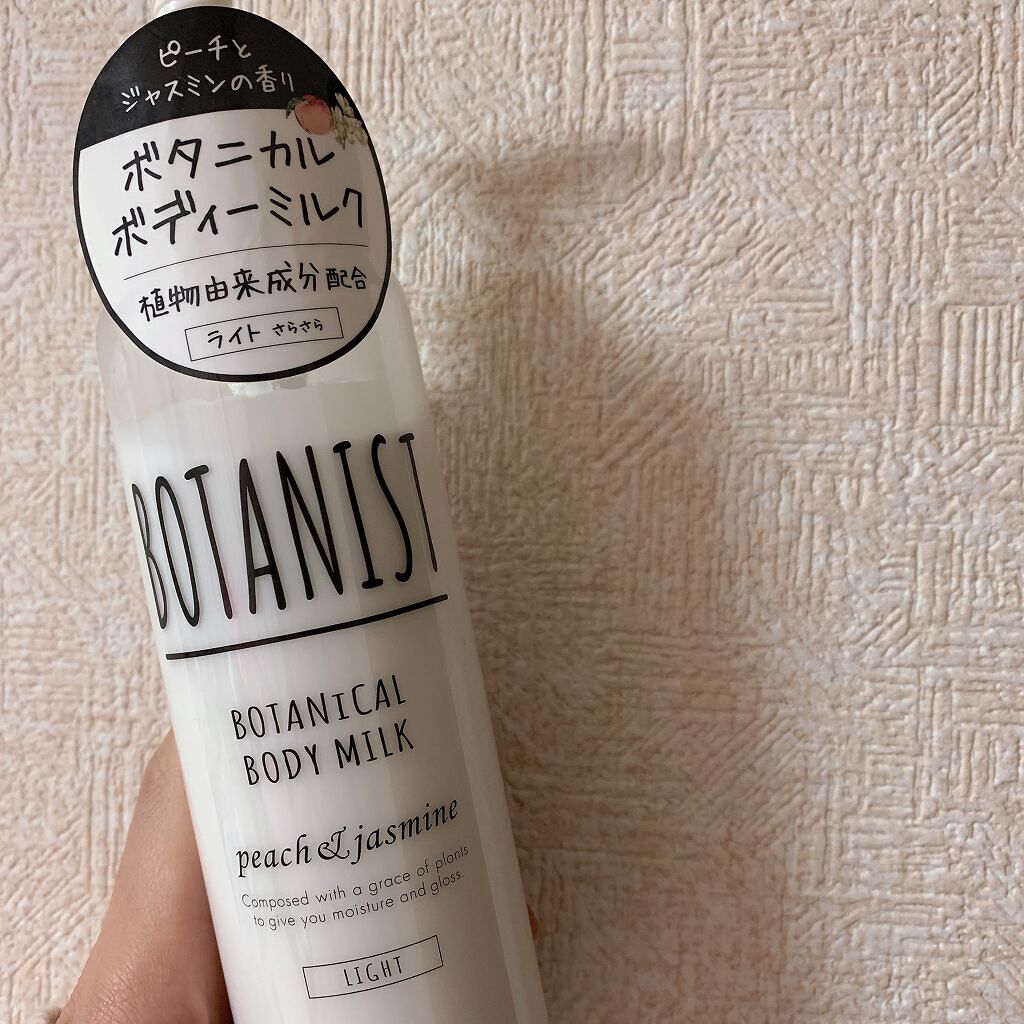 ピーチと
ジャスミンの香り
ボタニカル
ボディーミルク
植物由来成分配合
ライト さらさら
BOTANIST
BOTANICAL
BODY MILK
peach & jasmine
Composed with a grace of plants
to give you moisture and gloss.
LIGHT